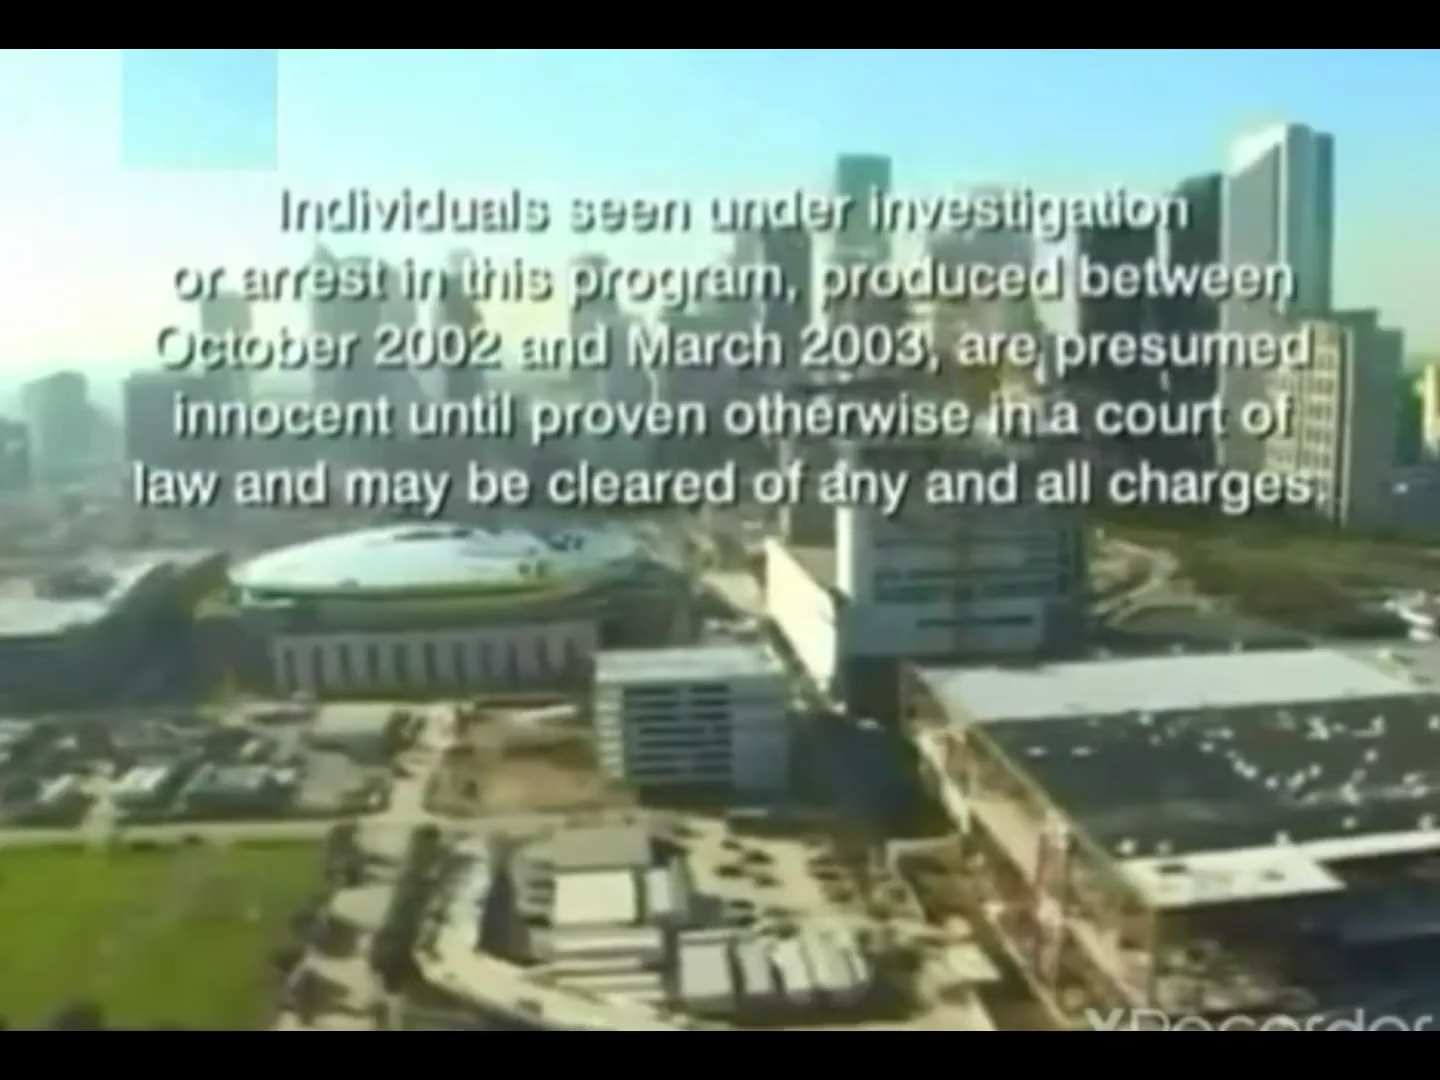 Individuals seen under investigation
or arrest in this program, produced between
October 2002 and March 2003, are presumed
innocent until proven otherwise in a court of
law and may be cleared of any and all charges.
XRecorder